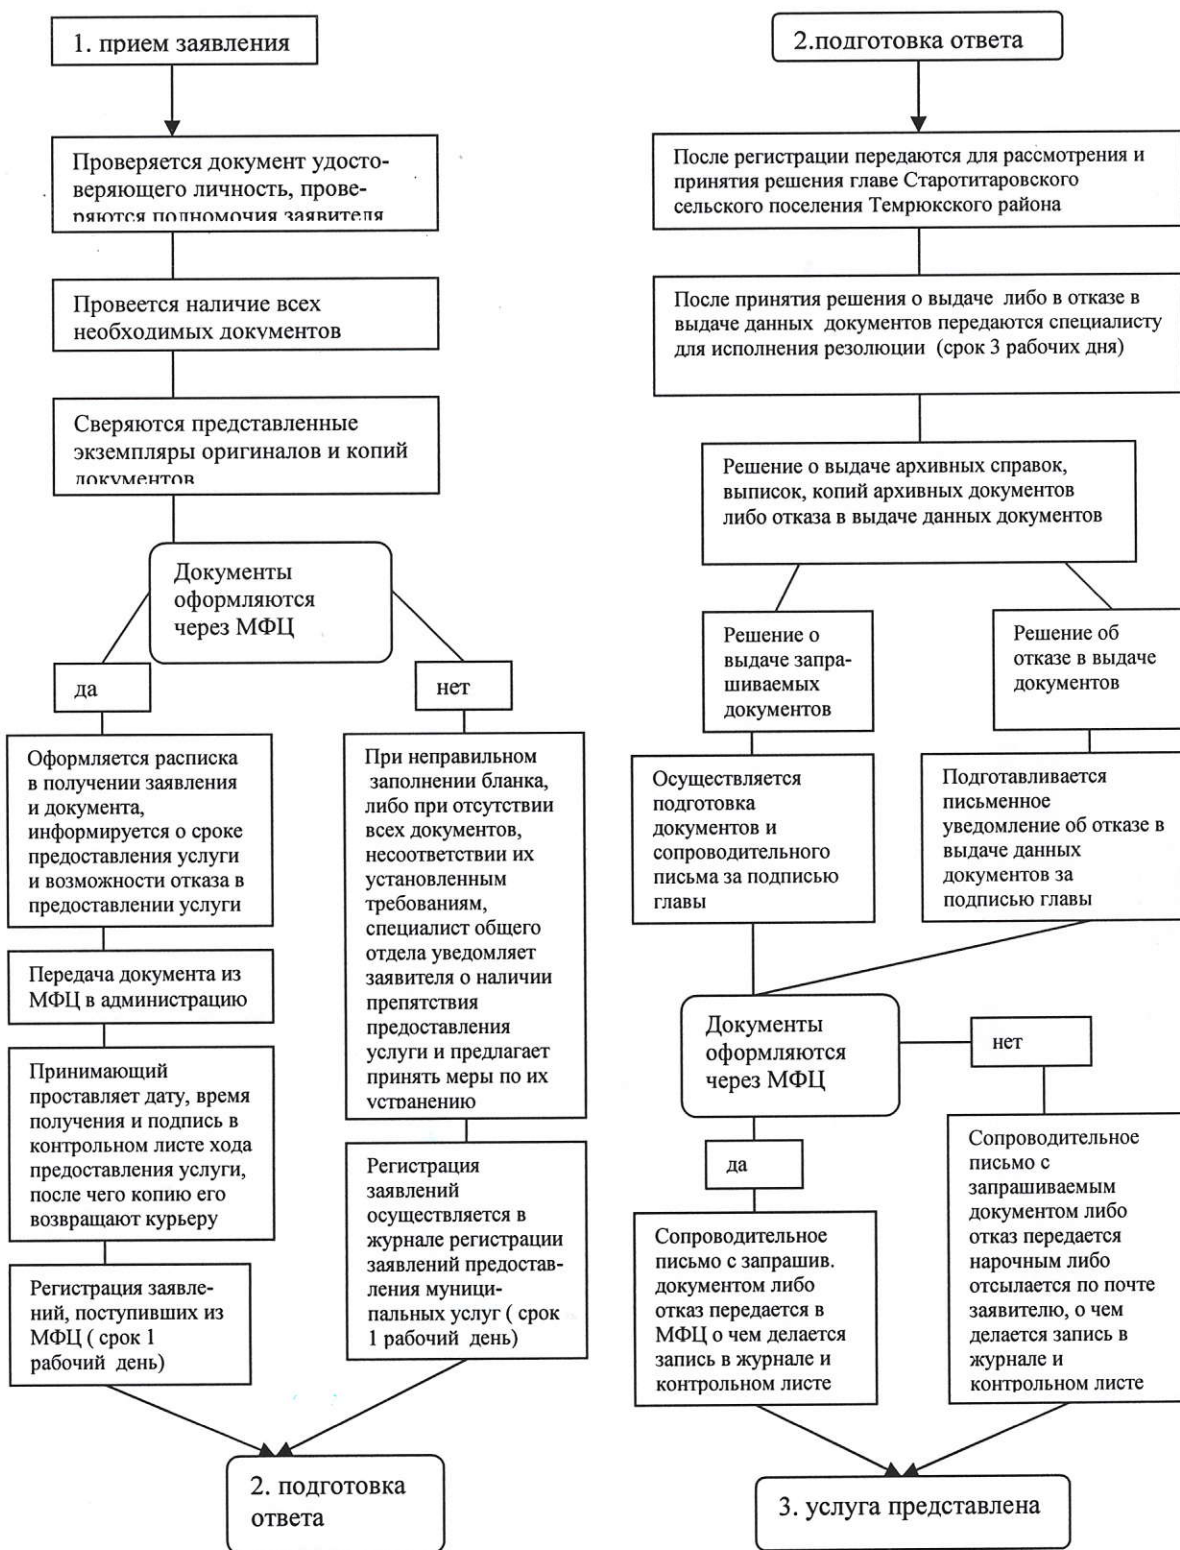 1. прием заявления
Проверяется документ удосто-
веряющего личность, прове-
ряются полномочия заявителя
Провеется наличие всех
необходимых документов
Сверяются представленные
экземпляры оригиналов и копий
документов
Документы
оформляются
через МФЦ
да
нет
Оформляется расписка
в получении заявления
и документа,
информируется о сроке
предоставления услуги
и возможности отказа в
предоставлении услуги
Передача документа из
МФЦ в администрацию
Принимающий
проставляет дату, время
получения и подпись в
контрольном листе хода
предоставления услуги,
после чего копию его
возвращают курьеру
Регистрация заявле-
ний, поступивших из
МФЦ ( срок 1
рабочий день)
При неправильном
заполнении бланка,
либо при отсутствии
всех документов,
несоответствии их
установленным
требованиям,
специалист общего
отдела уведомляет
заявителя о наличии
препятствия
предоставления
услуги и предлагает
принять меры по их
устранению
Регистрация
заявлений
осуществляется в
журнале регистрации
заявлений предостав-
ления муници-
пальных услуг ( срок
1 рабочий день)
2. подготовка
ответа
2.подготовка ответа
После регистрации передаются для рассмотрения и
принятия решения главе Старотитаровского
сельского поселения Темрюкского района
После принятия решения о выдаче либо в отказе в
выдаче данных документов передаются специалисту
для исполнения резолюции (срок 3 рабочих дня)
Решение о выдаче архивных справок,
выписок, копий архивных документов
либо отказа в выдаче данных документов
Решение о
выдаче запра-
шиваемых
документов
Решение об
отказе в выдаче
документов
Осуществляется
подготовка
документов и
сопроводительного
письма за подписью
главы
Подготавливается
письменное
уведомление об отказе в
выдаче данных
документов за
подписью главы
Документы
оформляются
через МФЦ
нет
да
Сопроводительное
письмо с запрашив.
документом либо
отказ передается в
МФЦ о чем делается
запись в журнале и
контрольном листе
Сопроводительное
письмо с
запрашиваемым
документом либо
отказ передается
нарочным либо
отсылается по почте
заявителю, о чем
делается запись в
журнале и
контрольном листе
3. услуга представлена